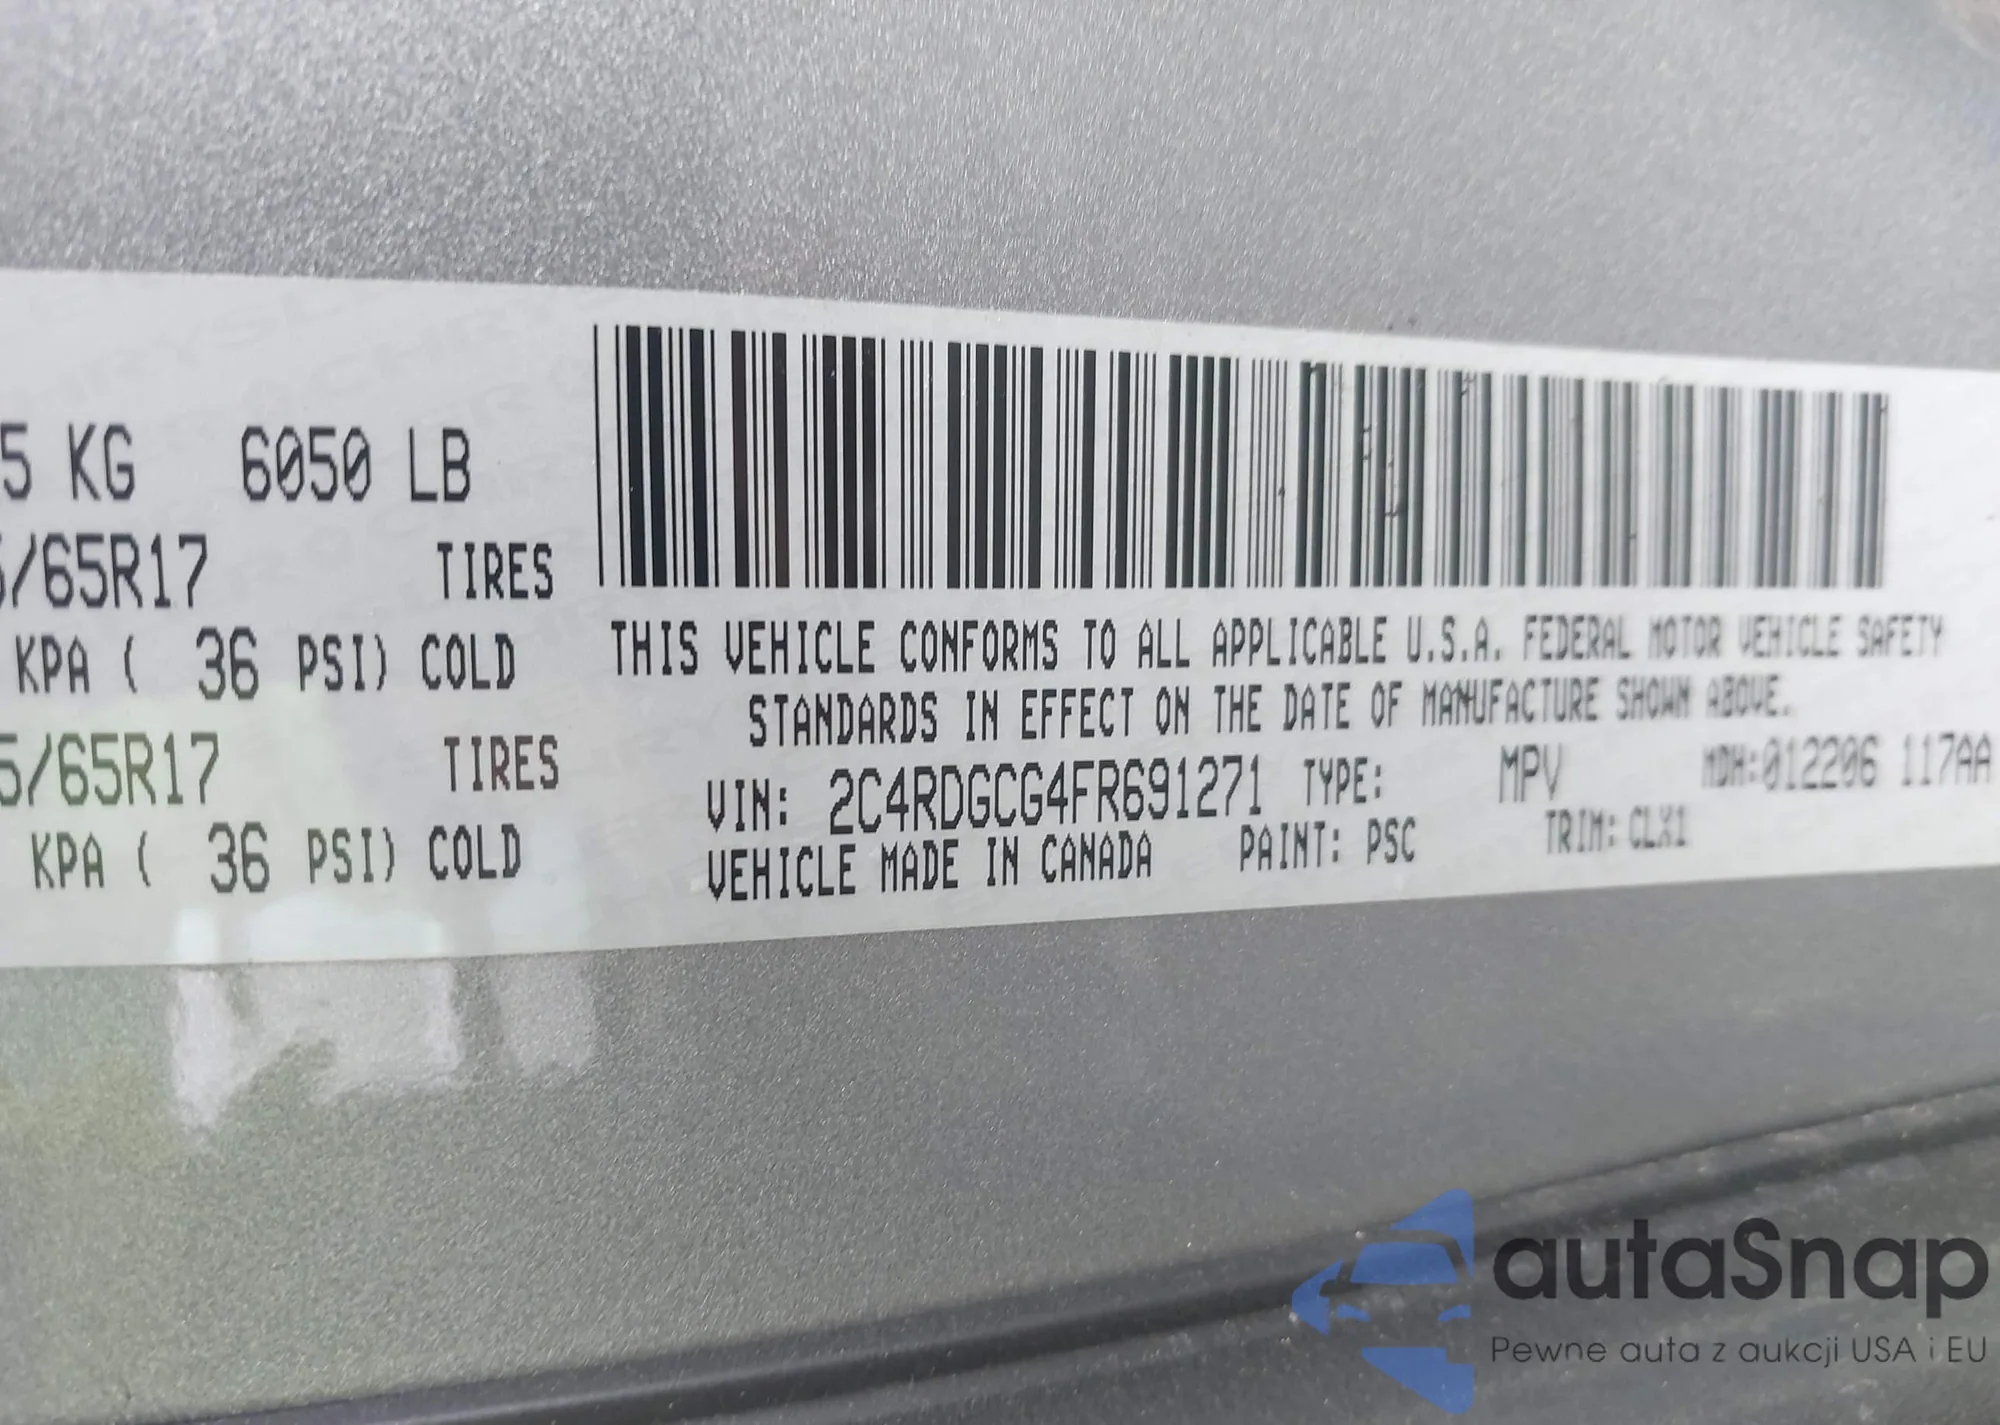 5 KG 6050 LB
5/65R17 TIRES
KPA ( 36 PSI) COLD
5/65R17 TIRES
KPA ( 36 PSI) COLD
THIS VEHICLE CONFORMS TO ALL APPLICABLE U.S.A. FEDERAL MOTOR VEHICLE SAFETY
STANDARDS IN EFFECT ON THE DATE OF MANUFACTURE SHOWN ABOVE.
VIN: 2C4RDGCG4FR691271 TYPE: MPV MDH:012206 117AA
VEHICLE MADE IN CANADA PAINT: PSC TRIM: CLX1
autaSnap
Pewne auta z aukcji USA i EU